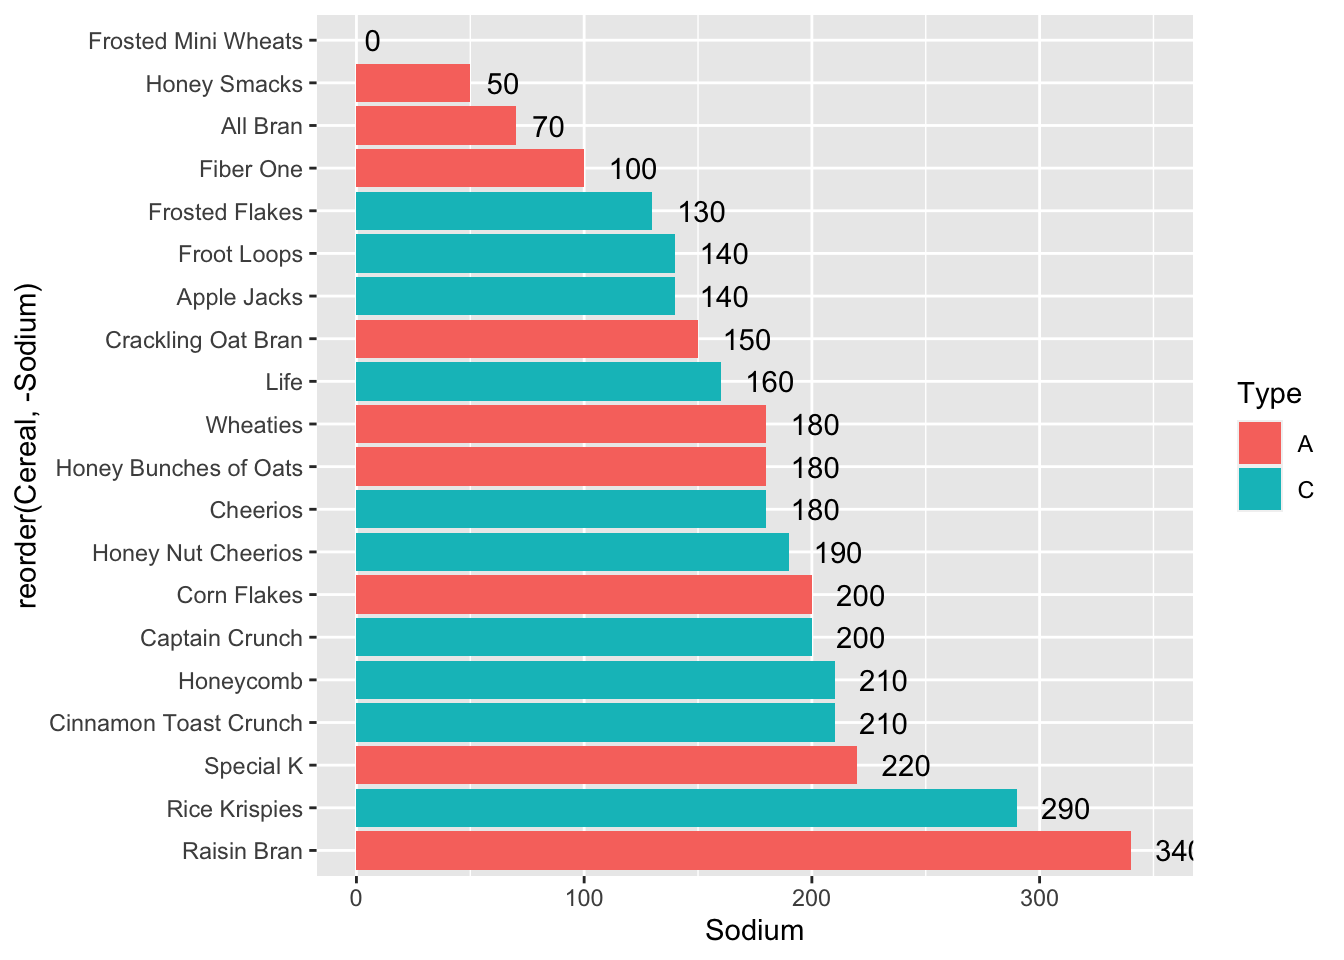 Frosted Mini Wheats 0
Honey Smacks 50
All Bran 70
Fiber One 100
Frosted Flakes 130
Froot Loops 140
Apple Jacks 140
Crackling Oat Bran 150
Life 160
Wheaties 180
Honey Bunches of Oats 180
Cheerios 180
Honey Nut Cheerios 190
Corn Flakes 200
Captain Crunch 200
Honeycomb 210
Cinnamon Toast Crunch 210
Special K 220
Rice Krispies 290
Raisin Bran 340
0 100 200 300
Sodium
reorder(Cereal, -Sodium)
Type
A
C